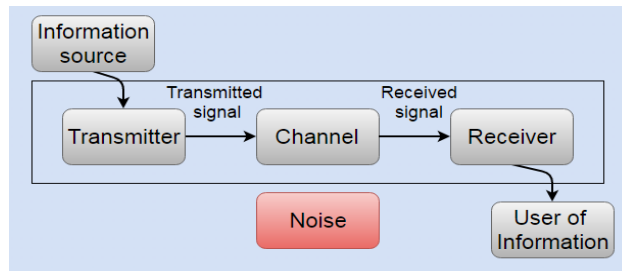 Information
source
Transmitted
signal
Received
signal
Transmitter
Channel
Receiver
Noise
User of
Information